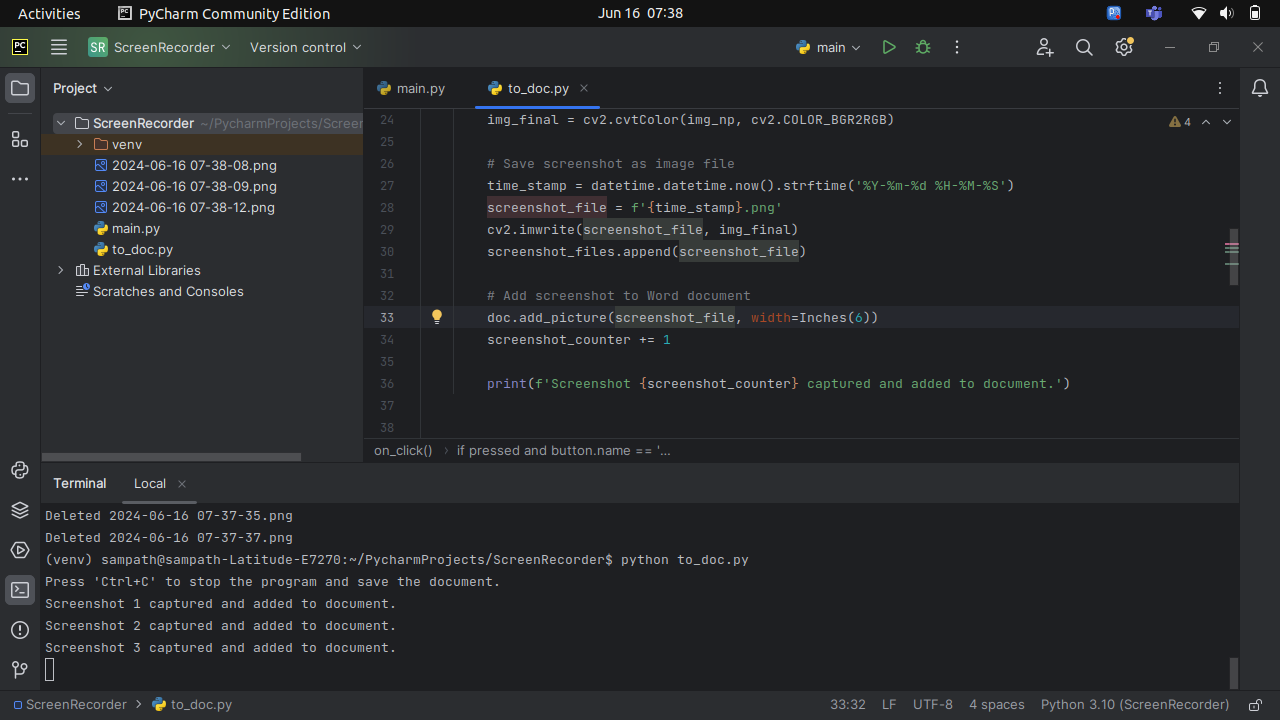 Activities PyCharm Community Edition Jun 16 07:38
PC SR ScreenRecorder Version control main
Project
ScreenRecorder ~/PycharmProjects/Screen
venv
2024-06-16 07-38-08.png
2024-06-16 07-38-09.png
2024-06-16 07-38-12.png
main.py
to_doc.py
External Libraries
Scratches and Consoles
main.py to_doc.py
4
24 img_final = cv2.cvtColor(img_np, cv2.COLOR_BGR2RGB)
25
26 # Save screenshot as image file
27 time_stamp = datetime.datetime.now().strftime('%Y-%m-%d %H-%M-%S')
28 screenshot_file = f'{time_stamp}.png'
29 cv2.imwrite(screenshot_file, img_final)
30 screenshot_files.append(screenshot_file)
31
32 # Add screenshot to Word document
33 doc.add_picture(screenshot_file, width=Inches(6))
34 screenshot_counter += 1
35
36 print(f'Screenshot {screenshot_counter} captured and added to document.')
37
38
on_click() if pressed and button.name == '...
Terminal Local
Deleted 2024-06-16 07-37-35.png
Deleted 2024-06-16 07-37-37.png
(venv) sampath@sampath-Latitude-E7270:~/PycharmProjects/ScreenRecorder$ python to_doc.py
Press 'Ctrl+C' to stop the program and save the document.
Screenshot 1 captured and added to document.
Screenshot 2 captured and added to document.
Screenshot 3 captured and added to document.
ScreenRecorder to_doc.py 33:32 LF UTF-8 4 spaces Python 3.10 (ScreenRecorder)